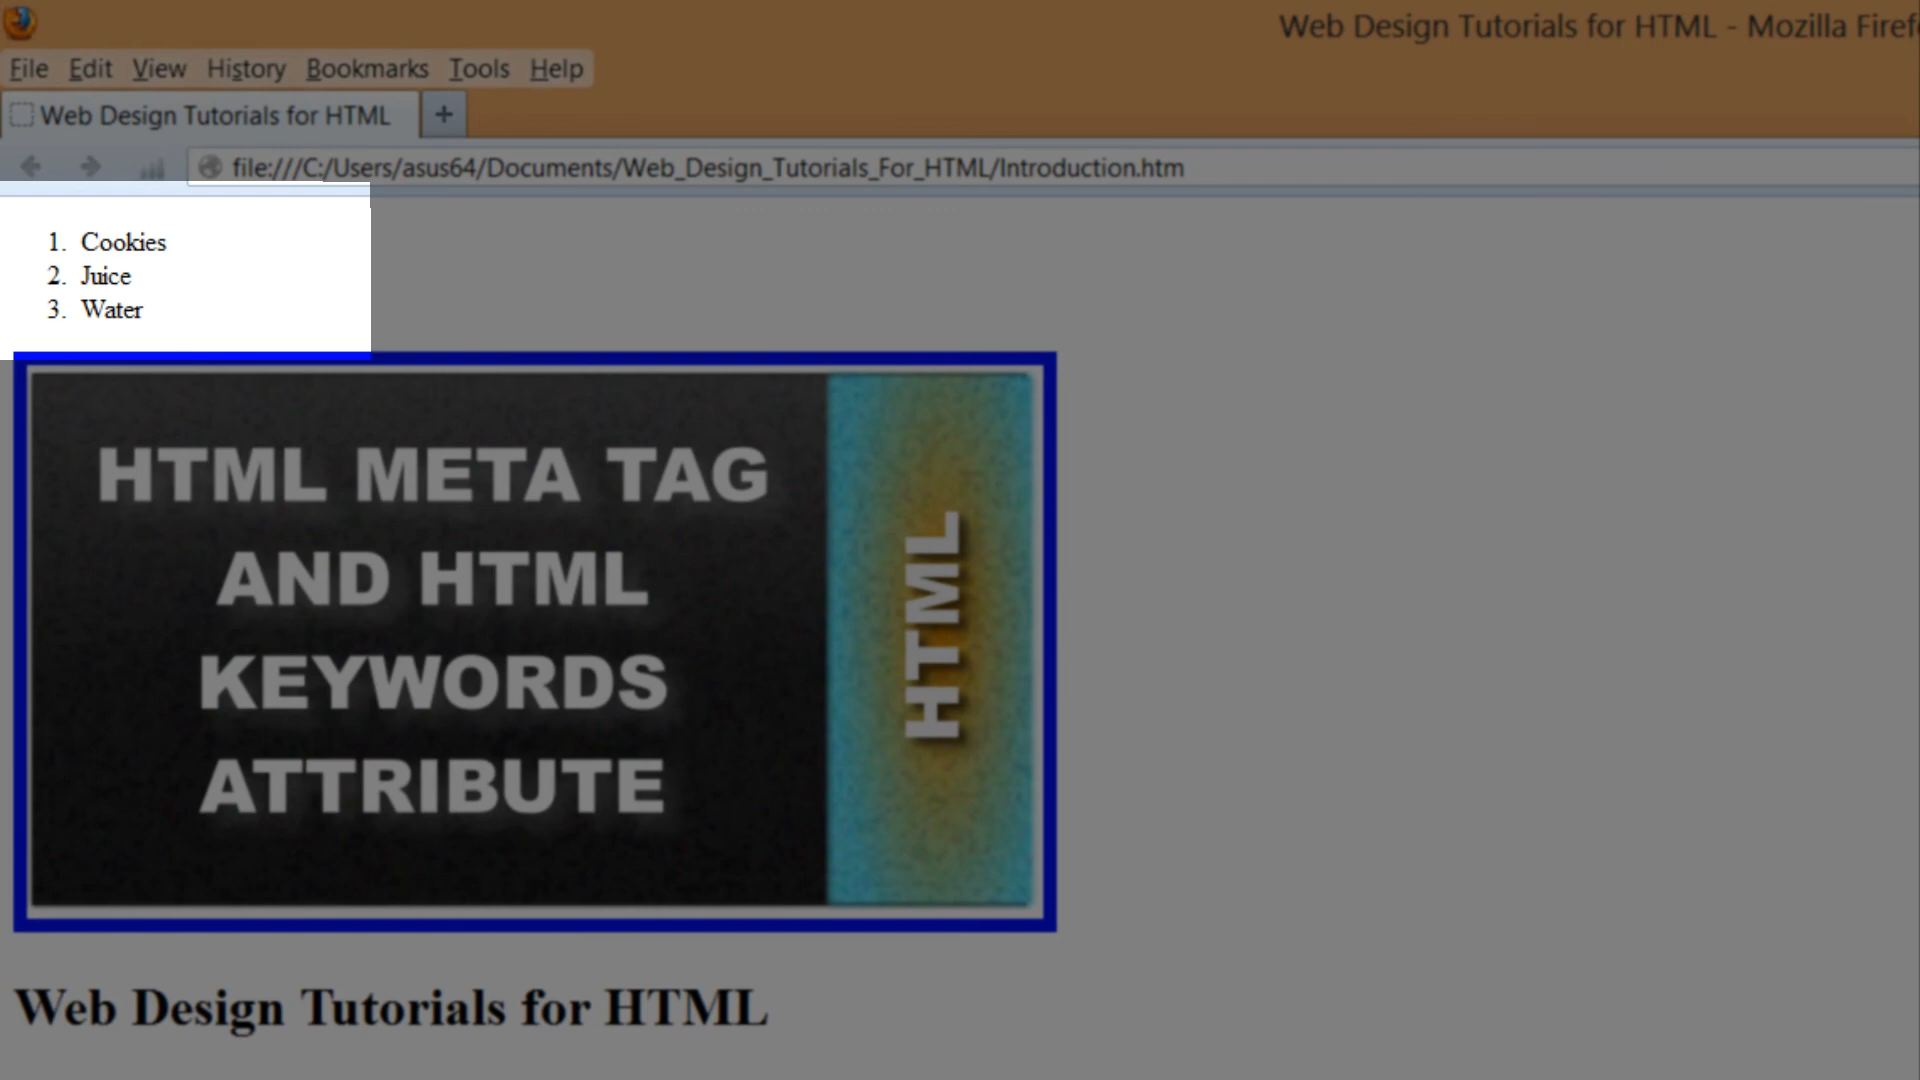 Web Design Tutorials for HTML - Mozilla Firef
File Edit View History Bookmarks Tools Help
Web Design Tutorials for HTML +
file:///C:/Users/asus64/Documents/Web_Design_Tutorials_For_HTML/Introduction.htm
1. Cookies
2. Juice
3. Water
HTML META TAG
AND HTML
KEYWORDS
ATTRIBUTE
HTML
Web Design Tutorials for HTML